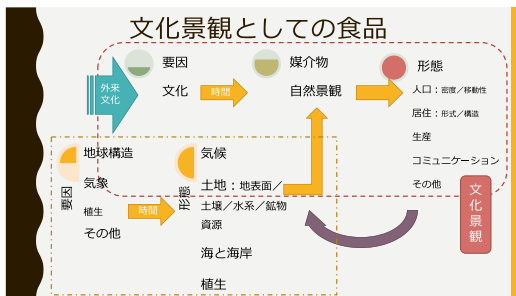 文化景観としての食品
外来
文化
要因
文化
時間
媒介物
自然景観
形態
人口：密度／移動性
居住：形式／構造
生産
コミュニケーション
その他
文化景観
要因
地球構造
気象
植生
その他
時間
形態
気候
土地：地表面／
土壌／水系／鉱物
資源
海と海岸
植生